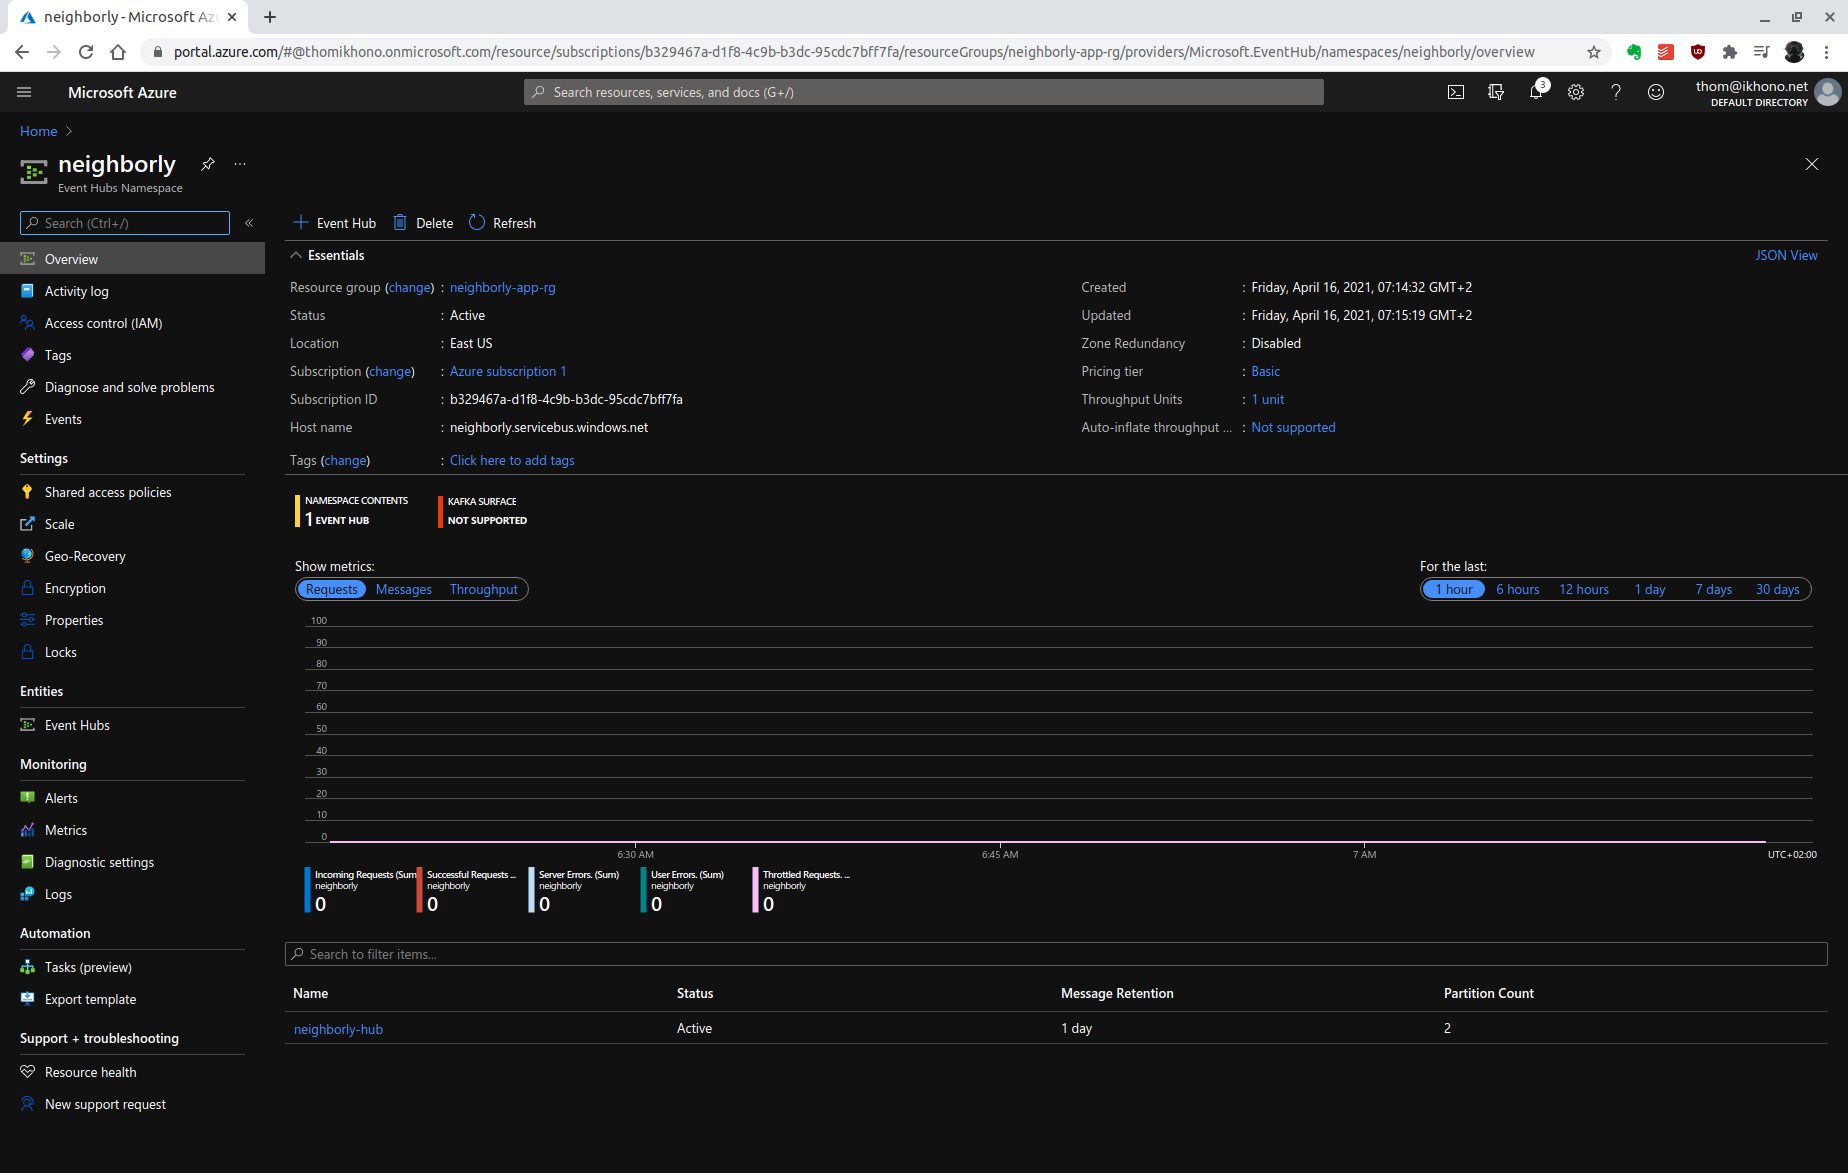 neighborly - Microsoft Az
portal.azure.com/#@thomikhono.onmicrosoft.com/resource/subscriptions/b329467a-d1f8-4c9b-b3dc-95cdc7bff7fa/resourceGroups/neighborly-app-rg/providers/Microsoft.EventHub/namespaces/neighborly/overview
Microsoft Azure
Search resources, services, and docs (G+/)
3
thom@ikhono.net
DEFAULT DIRECTORY
Home
neighborly
Event Hubs Namespace
Search (Ctrl+/)
Overview
Activity log
Access control (IAM)
Tags
Diagnose and solve problems
Events
Settings
Shared access policies
Scale
Geo-Recovery
Encryption
Properties
Locks
Entities
Event Hubs
Monitoring
Alerts
Metrics
Diagnostic settings
Logs
Automation
Tasks (preview)
Export template
Support + troubleshooting
Resource health
New support request
Event Hub Delete Refresh
Essentials
JSON View
Resource group (change) : neighborly-app-rg
Status : Active
Location : East US
Subscription (change) : Azure subscription 1
Subscription ID : b329467a-d1f8-4c9b-b3dc-95cdc7bff7fa
Host name : neighborly.servicebus.windows.net
Tags (change) : Click here to add tags
Created : Friday, April 16, 2021, 07:14:32 GMT+2
Updated : Friday, April 16, 2021, 07:15:19 GMT+2
Zone Redundancy : Disabled
Pricing tier : Basic
Throughput Units : 1 unit
Auto-inflate throughput ... : Not supported
NAMESPACE CONTENTS
1 EVENT HUB
KAFKA SURFACE
NOT SUPPORTED
Show metrics:
Requests Messages Throughput
For the last:
1 hour 6 hours 12 hours 1 day 7 days 30 days
100
90
80
70
60
50
40
30
20
10
0
6:30 AM 6:45 AM 7 AM UTC+02:00
Incoming Requests (Sum
neighborly
0
Successful Requests ...
neighborly
0
Server Errors. (Sum)
neighborly
0
User Errors. (Sum)
neighborly
0
Throttled Requests. ...
neighborly
0
Search to filter items...
Name Status Message Retention Partition Count
neighborly-hub Active 1 day 2